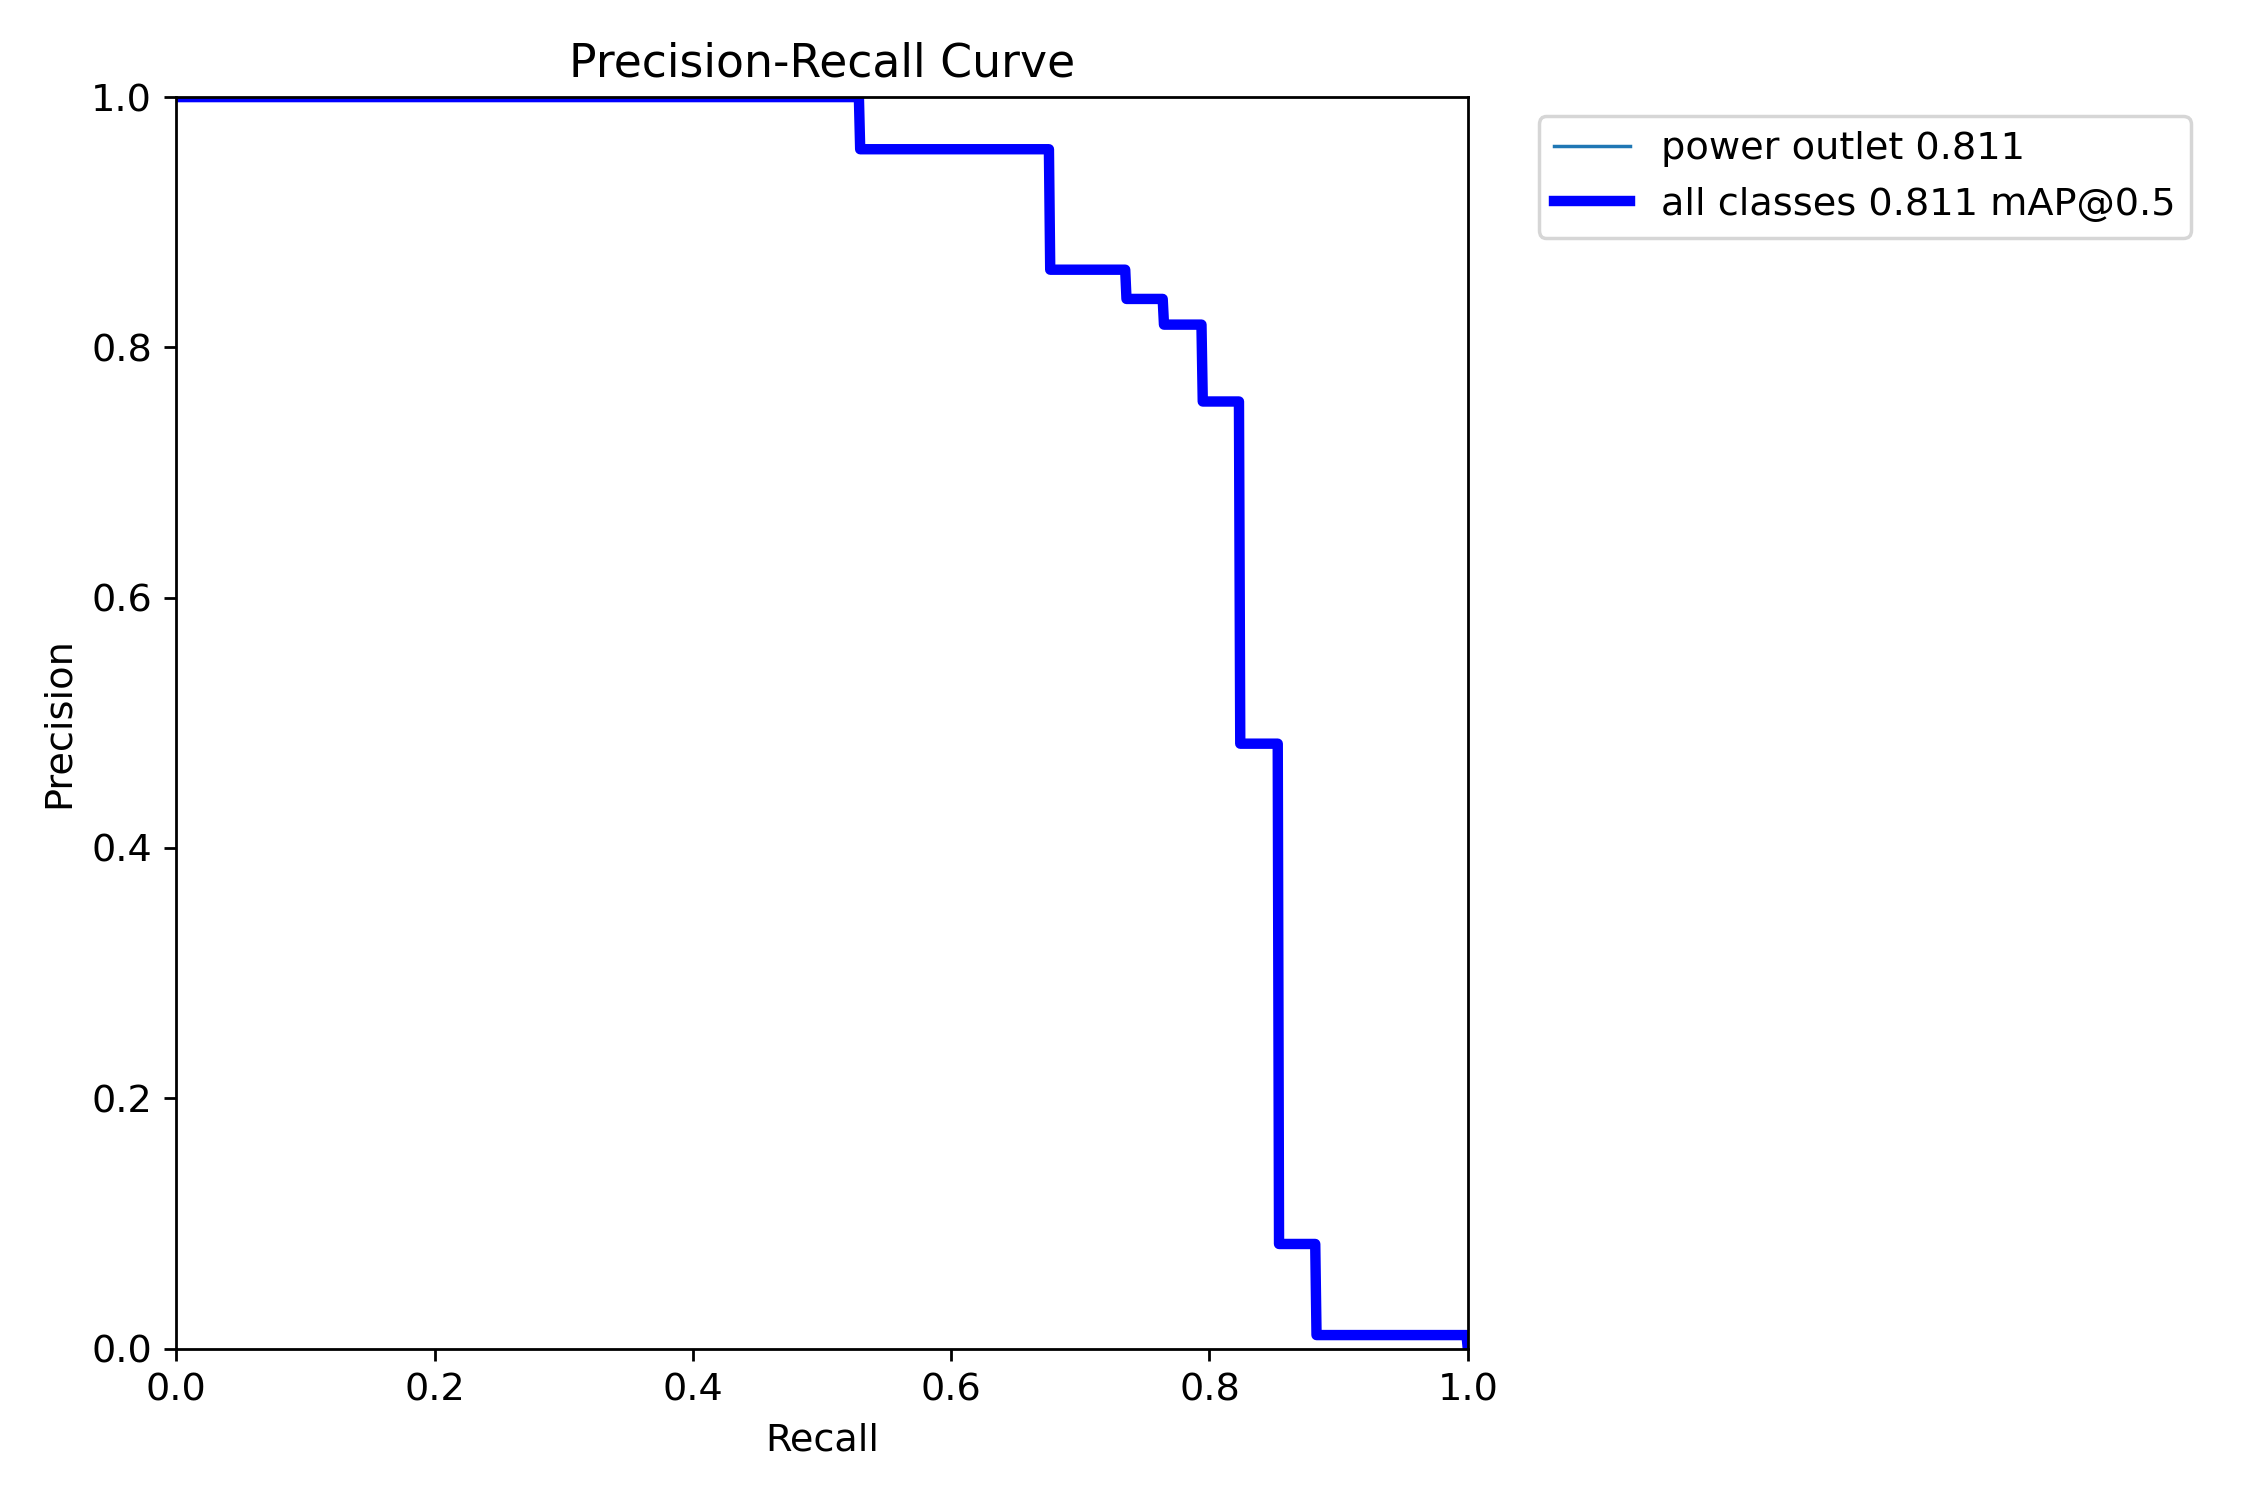 Precision-Recall Curve
1.0
0.8
0.6
0.4
0.2
0.0
Precision
0.0 0.2 0.4 0.6 0.8 1.0
Recall
power outlet 0.811
all classes 0.811 mAP@0.5